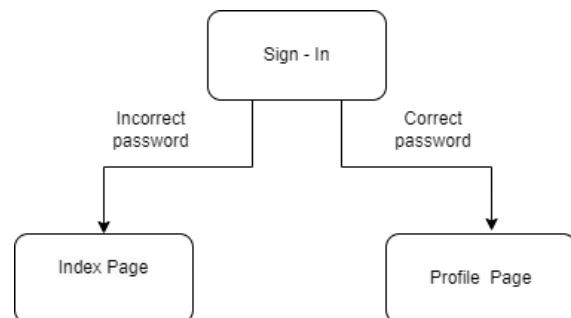 Sign - In
Incorrect
password
Correct
password
Index Page
Profile  Page